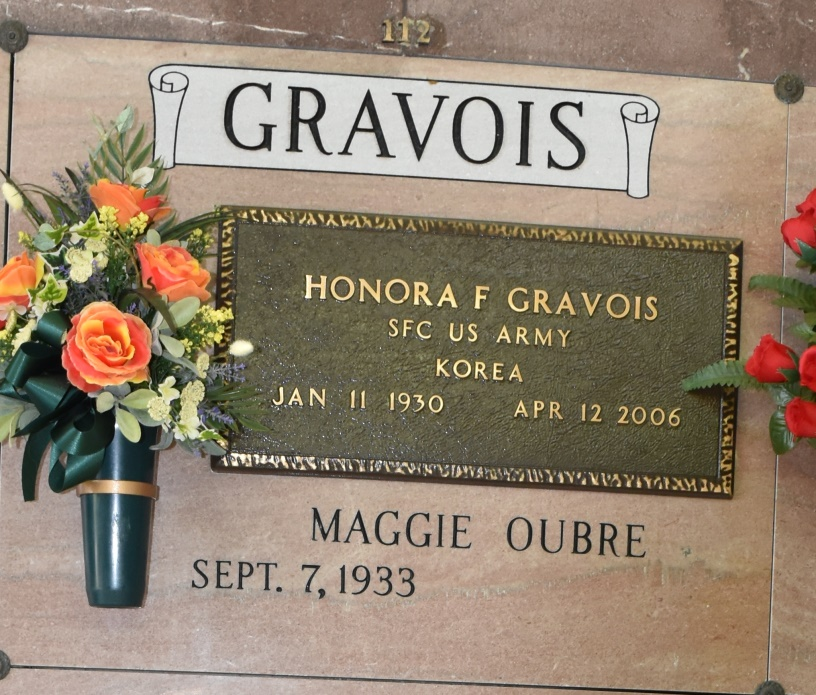 112
GRAVOIS
HONORA F GRAVOIS
SFC US ARMY
KOREA
JAN 11 1930 APR 12 2006
MAGGIE OUBRE
SEPT. 7, 1933